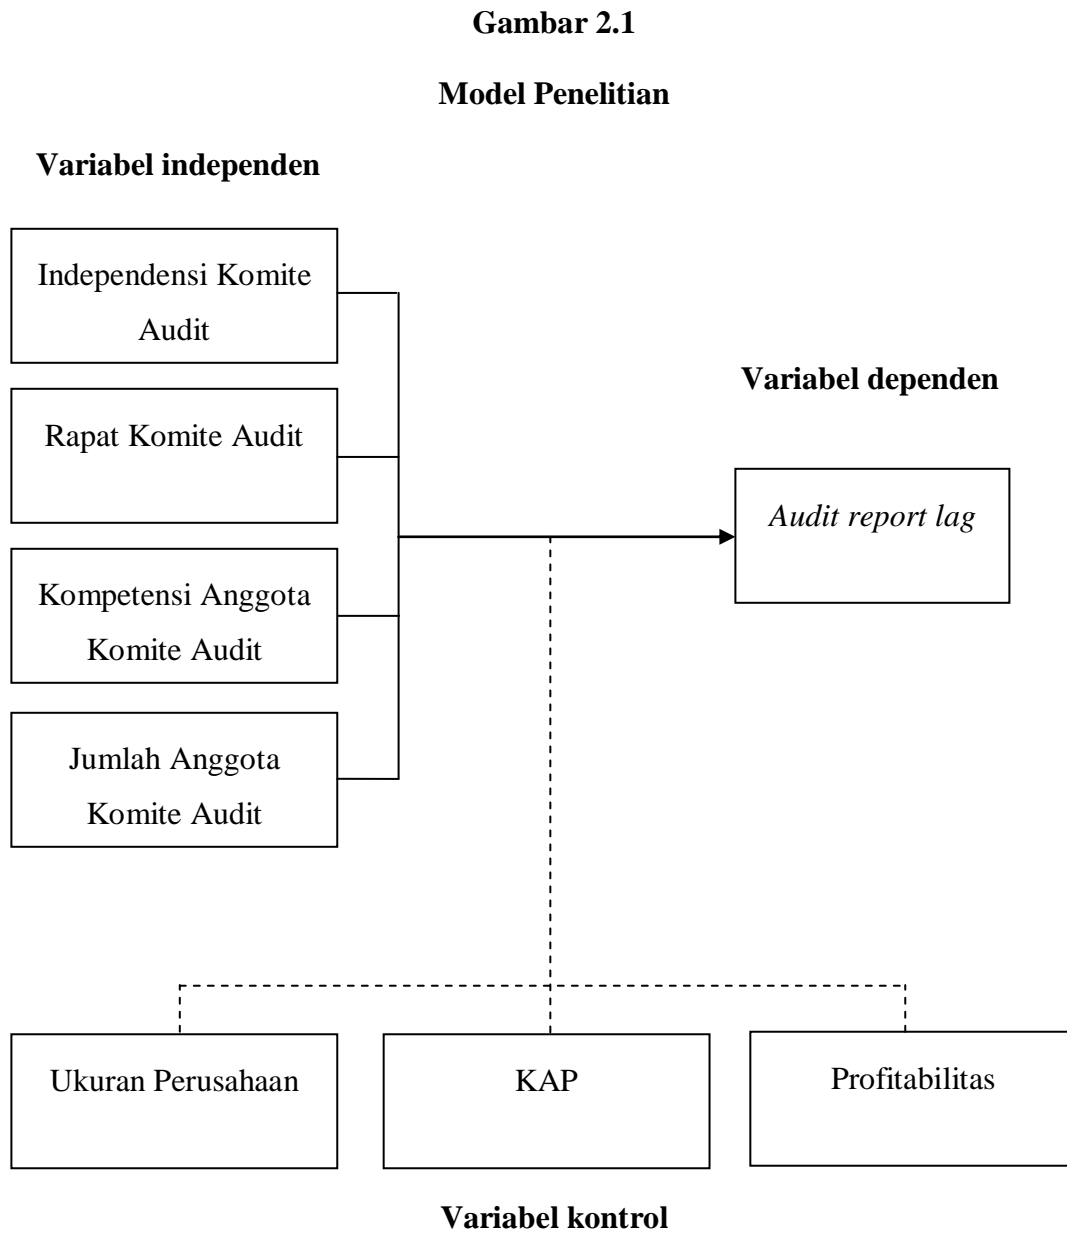 Gambar 2.1
Model Penelitian
Variabel independen
Independensi Komite
Audit
Rapat Komite Audit
Kompetensi Anggota
Komite Audit
Jumlah Anggota
Komite Audit
Variabel dependen
Audit report lag
Ukuran Perusahaan
KAP
Profitabilitas
Variabel kontrol